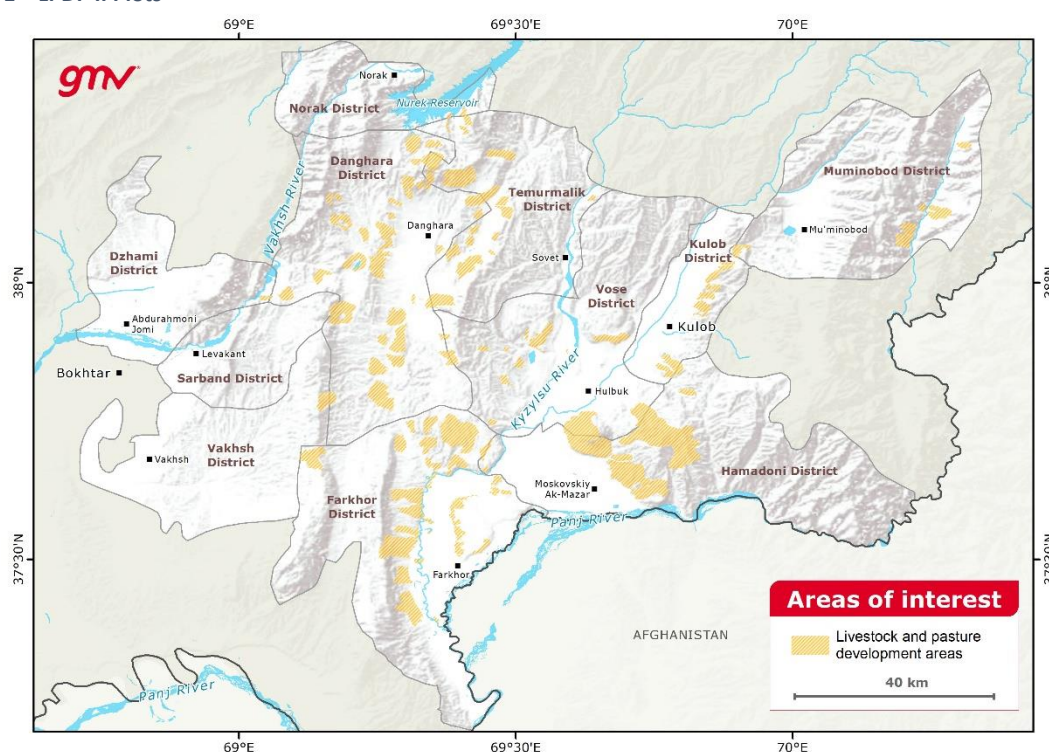 69°E
69°30'E
70°E
gmv
Norak
Nurek Reservoir
Norak District
Danghara
District
Muminobod District
Temurmalik
District
Vakhsh River
Danghara
Mu'minobod
Kulob
District
Dzhami
District
Sovet
38°N
38°N
Vose
District
Abdurahmoni
Jomi
Kulob
Levakant
Bokhtar
Sarband District
Kyzylsu River
Hulbuk
Vakhsh
District
Vakhsh
Hamadoni District
Moskovskiy
Ak-Mazar
Farkhor
District
Panj River
37°30'N
37°30'N
Farkhor
Areas of interest
AFGHANISTAN
Livestock and pasture
development areas
40 km
Panj River
69°E
69°30'E
70°E